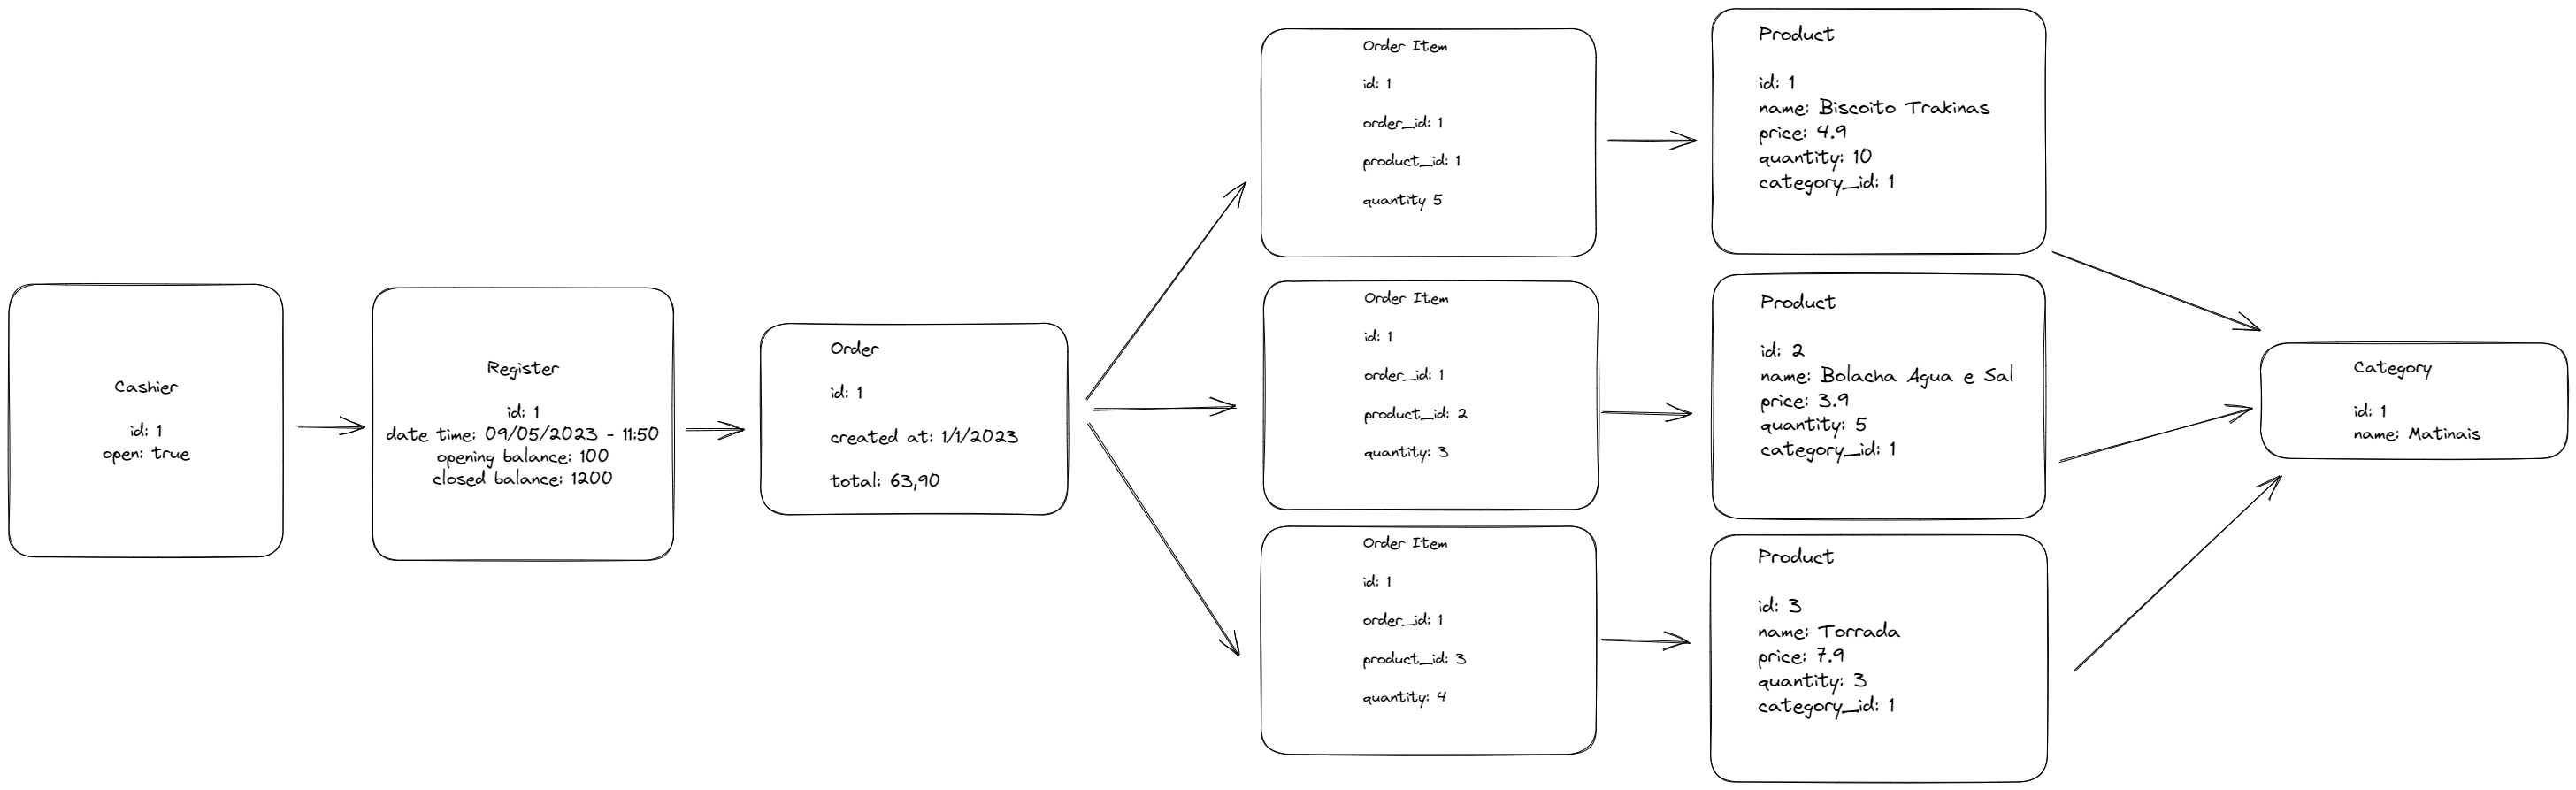 Cashier
id: 1
open: true
Register
id: 1
date time: 09/05/2023 - 11:50
opening balance: 100
closed balance: 1200
Order
id: 1
created at: 1/1/2023
total: 63,90
Order Item
id: 1
order_id: 1
product_id: 1
quantity 5
Product
id: 1
name: Biscoito Trakinas
price: 4.9
quantity: 10
category_id: 1
Order Item
id: 1
order_id: 1
product_id: 2
quantity: 3
Product
id: 2
name: Bolacha Agua e Sal
price: 3.9
quantity: 5
category_id: 1
Order Item
id: 1
order_id: 1
product_id: 3
quantity: 4
Product
id: 3
name: Torrada
price: 7.9
quantity: 3
category_id: 1
Category
id: 1
name: Matinais